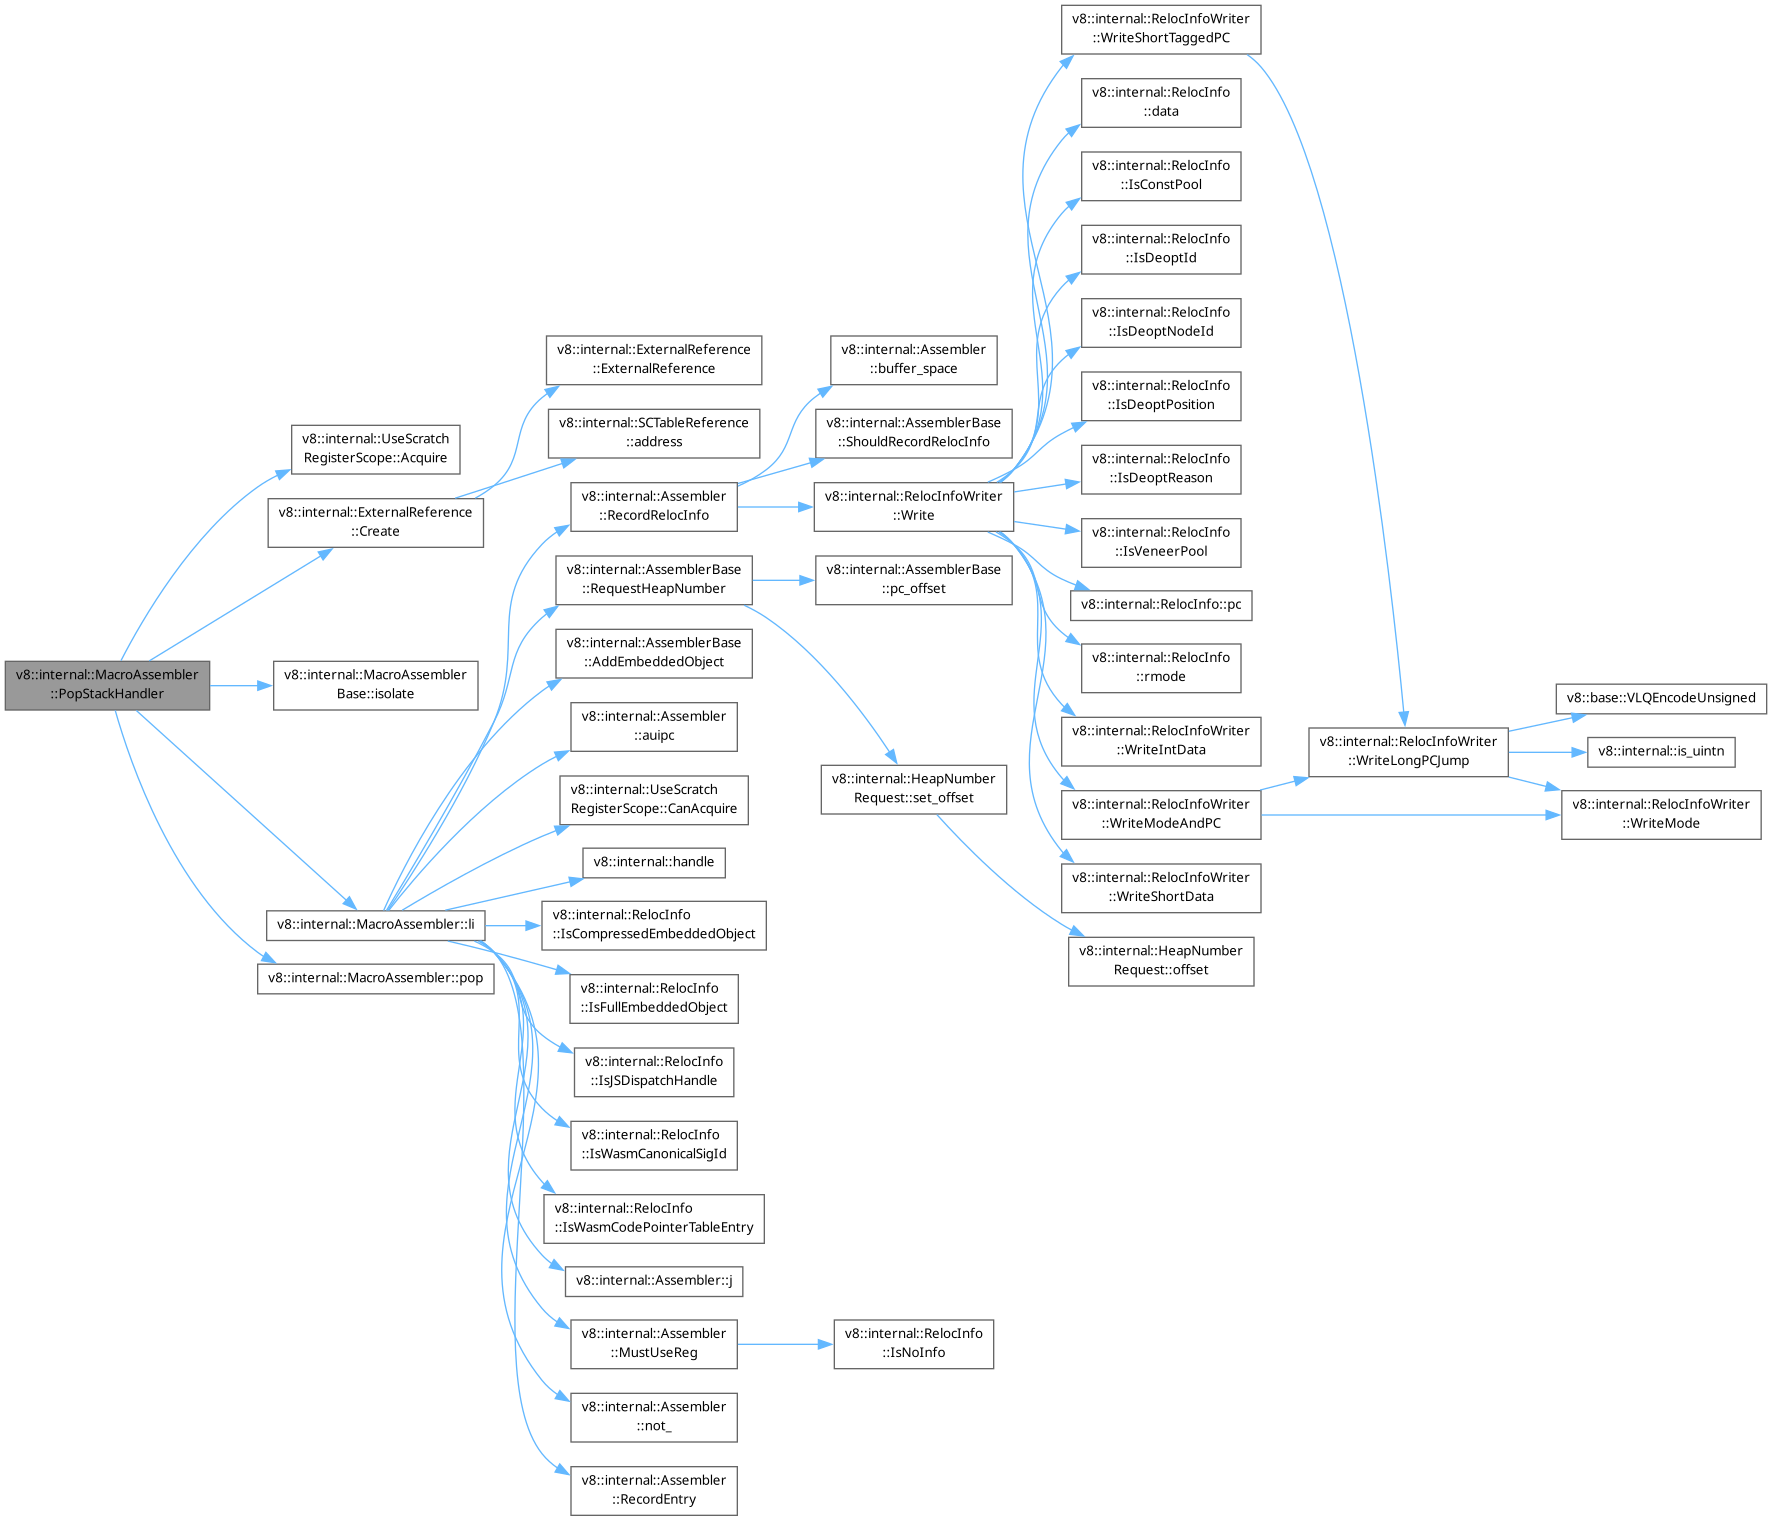 v8::internal::MacroAssembler
::PopStackHandler
v8::internal::UseScratch
RegisterScope::Acquire
v8::internal::ExternalReference
::Create
v8::internal::MacroAssembler
Base::isolate
v8::internal::MacroAssembler::li
v8::internal::MacroAssembler::pop
v8::internal::ExternalReference
::ExternalReference
v8::internal::SCTableReference
::address
v8::internal::Assembler
::RecordRelocInfo
v8::internal::AssemblerBase
::RequestHeapNumber
v8::internal::AssemblerBase
::AddEmbeddedObject
v8::internal::Assembler
::auipc
v8::internal::UseScratch
RegisterScope::CanAcquire
v8::internal::handle
v8::internal::RelocInfo
::IsCompressedEmbeddedObject
v8::internal::RelocInfo
::IsFullEmbeddedObject
v8::internal::RelocInfo
::IsJSDispatchHandle
v8::internal::RelocInfo
::IsWasmCanonicalSigId
v8::internal::RelocInfo
::IsWasmCodePointerTableEntry
v8::internal::Assembler::j
v8::internal::Assembler
::MustUseReg
v8::internal::Assembler
::not_
v8::internal::Assembler
::RecordEntry
v8::internal::Assembler
::buffer_space
v8::internal::AssemblerBase
::ShouldRecordRelocInfo
v8::internal::RelocInfoWriter
::Write
v8::internal::AssemblerBase
::pc_offset
v8::internal::HeapNumber
Request::set_offset
v8::internal::RelocInfo
::IsNoInfo
v8::internal::RelocInfoWriter
::WriteShortTaggedPC
v8::internal::RelocInfo
::data
v8::internal::RelocInfo
::IsConstPool
v8::internal::RelocInfo
::IsDeoptId
v8::internal::RelocInfo
::IsDeoptNodeId
v8::internal::RelocInfo
::IsDeoptPosition
v8::internal::RelocInfo
::IsDeoptReason
v8::internal::RelocInfo
::IsVeneerPool
v8::internal::RelocInfo::pc
v8::internal::RelocInfo
::rmode
v8::internal::RelocInfoWriter
::WriteIntData
v8::internal::RelocInfoWriter
::WriteModeAndPC
v8::internal::RelocInfoWriter
::WriteShortData
v8::internal::HeapNumber
Request::offset
v8::internal::RelocInfoWriter
::WriteLongPCJump
v8::base::VLQEncodeUnsigned
v8::internal::is_uintn
v8::internal::RelocInfoWriter
::WriteMode